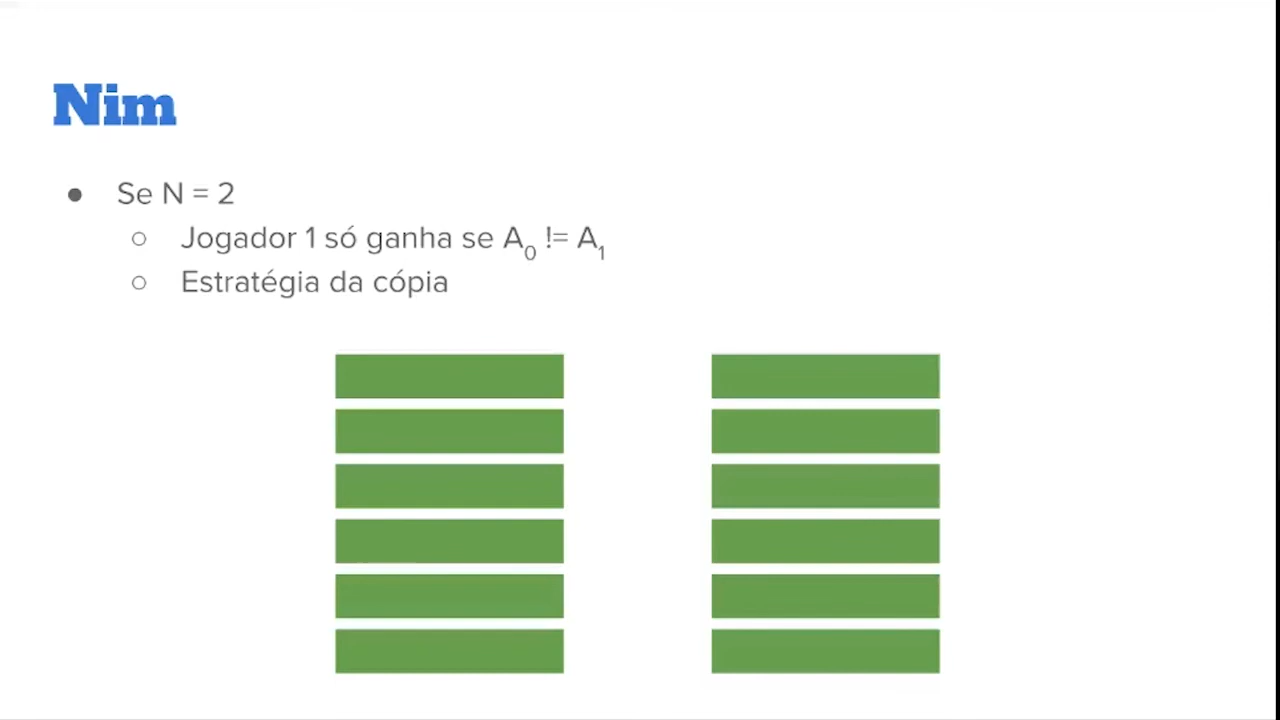 Nim
● Se N = 2
○ Jogador 1 só ganha se A₀ != A₁
○ Estratégia da cópia